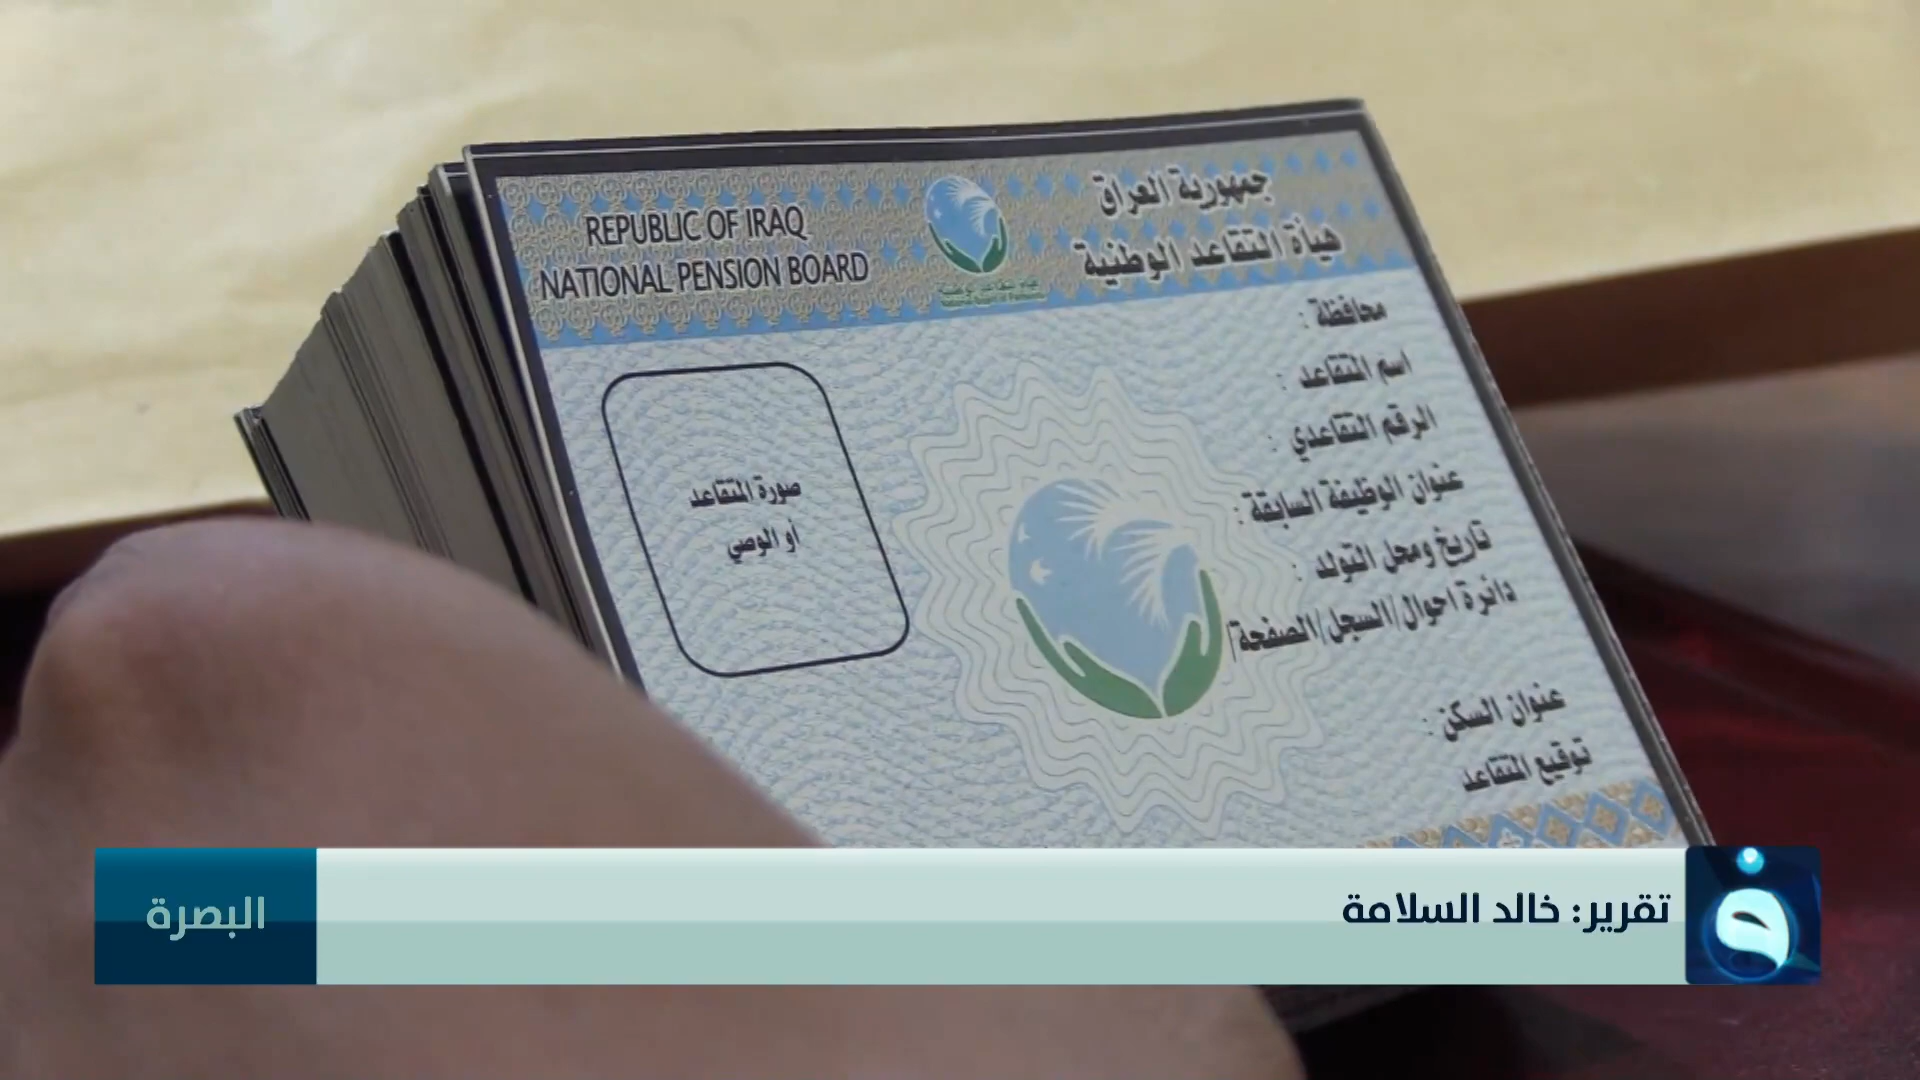 جمهورية العراق
هيأة التقاعد الوطنية
REPUBLIC OF IRAQ
NATIONAL PENSION BOARD
محافظة :
اسم المتقاعد :
الرقم التقاعدي :
عنوان الوظيفة السابقة :
تاريخ ومحل التولد :
دائرة احوال/السجل/الصفحة/
عنوان السكن :
توقيع المتقاعد
صورة المتقاعد
أو الوصي
تقرير: خالد السلامة
البصرة